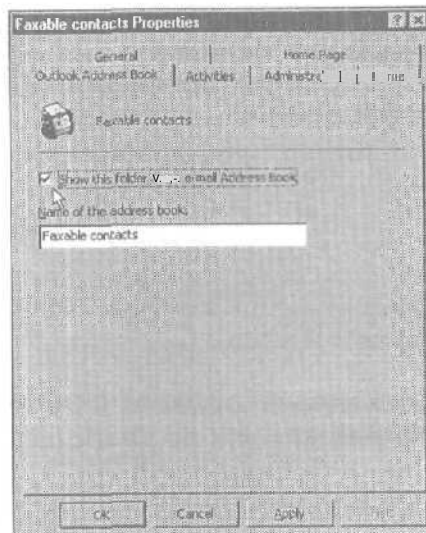 Faxable contacts Properties
General Home Page
Outlook Address Book Activities
Faxable contacts
Show this folder e-mail Address Book
Name of the address book:
Faxable contacts
OK Cancel Apply